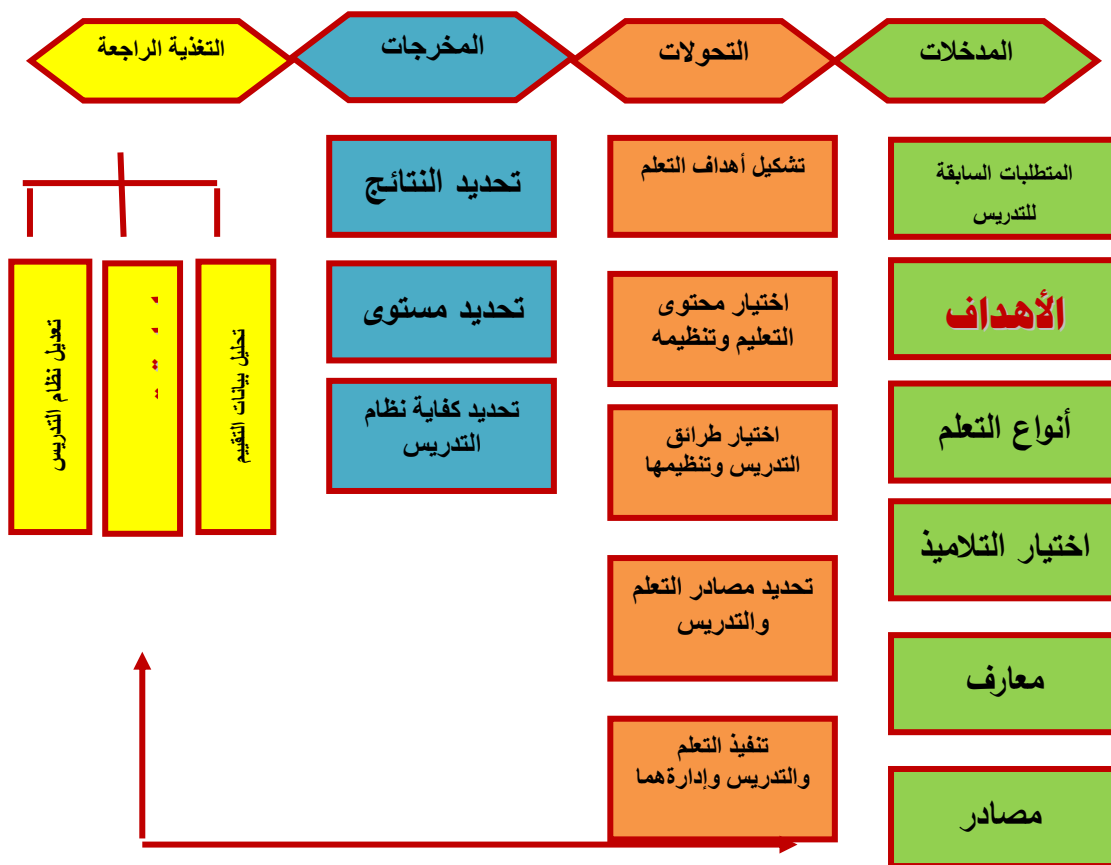 المدخلات
التحولات
المخرجات
التغذية الراجعة
المتطلبات السابقة
للتدريس
الأهداف
أنواع التعلم
اختيار التلاميذ
معارف
مصادر
تشكيل أهداف التعلم
اختيار محتوى
التعليم وتنظيمه
اختيار طرائق
التدريس وتنظيمها
تحديد مصادر التعلم
والتدريس
تنفيذ التعلم
والتدريس وإدارةهما
تحديد النتائج
تحديد مستوى
تحديد كفاية نظام
التدريس
تحليل بيانات التقييم
تعديل نظام التدريس